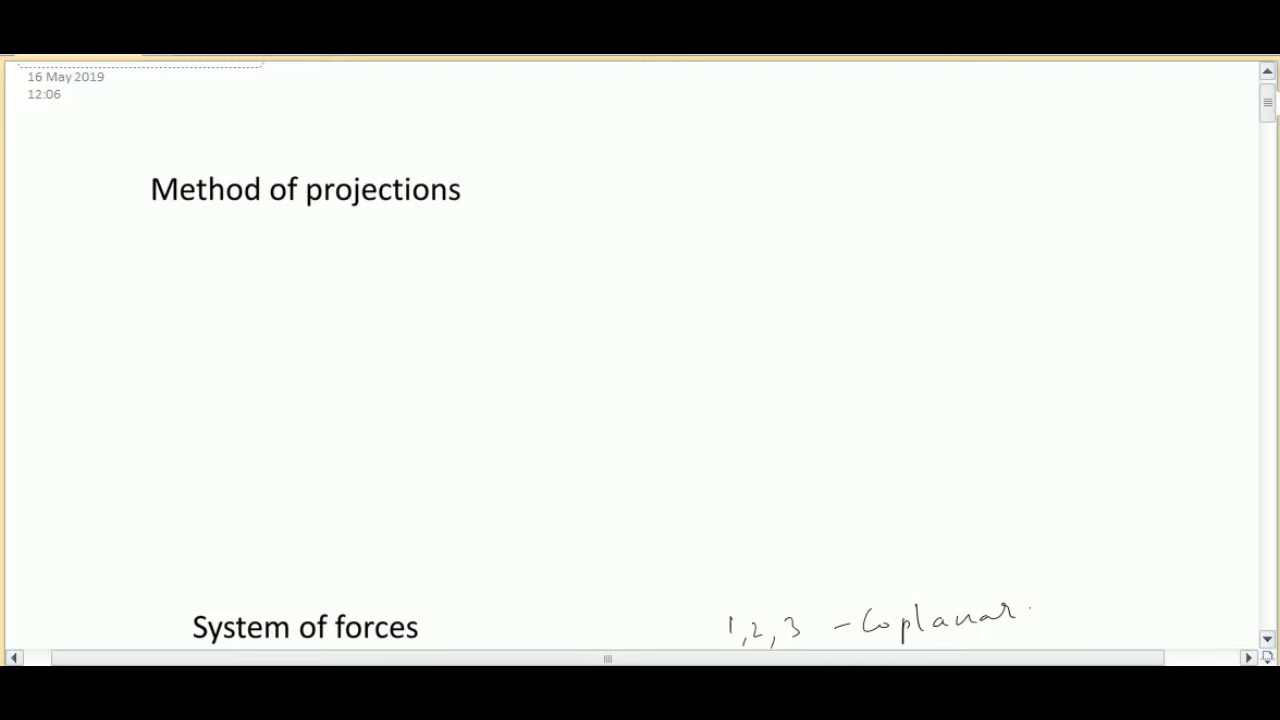 16 May 2019
12:06
Method of projections
System of forces
1,2,3 - Coplanar.